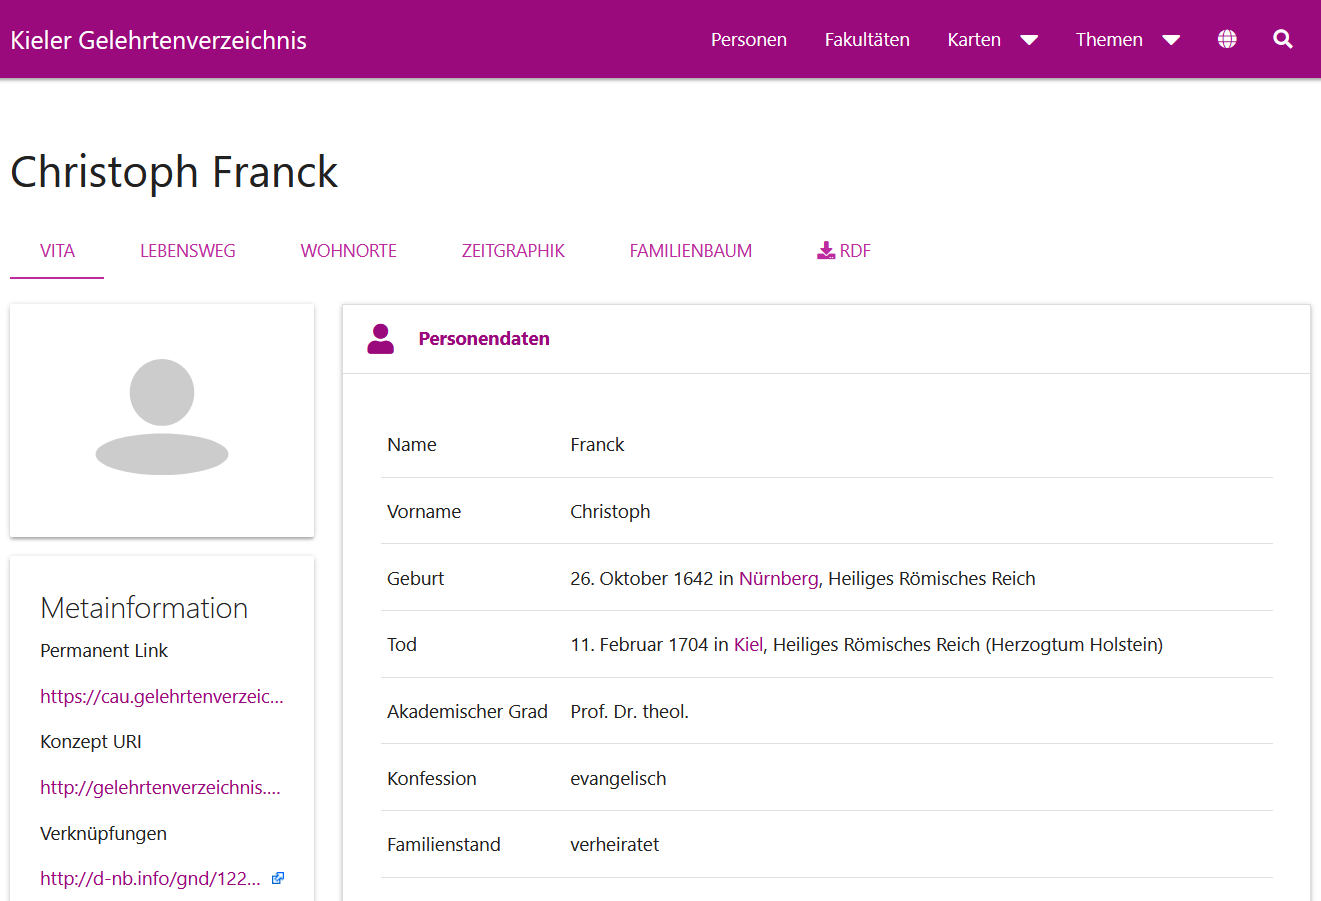 Kieler Gelehrtenverzeichnis
Personen Fakultäten Karten Themen
Christoph Franck
VITA LEBENSWEG WOHNORTE ZEITGRAPHIK FAMILIENBAUM RDF
Personendaten
Name Franck
Vorname Christoph
Geburt 26. Oktober 1642 in Nürnberg, Heiliges Römisches Reich
Tod 11. Februar 1704 in Kiel, Heiliges Römisches Reich (Herzogtum Holstein)
Akademischer Grad Prof. Dr. theol.
Konfession evangelisch
Familienstand verheiratet
Metainformation
Permanent Link
https://cau.gelehrtenverzeic...
Konzept URI
http://gelehrtenverzeichnis....
Verknüpfungen
http://d-nb.info/gnd/122...